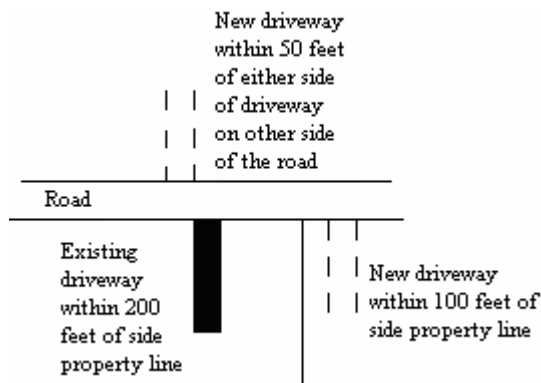 New driveway
within 50 feet
of either side
of driveway
on other side
of the road
Road
Existing
driveway
within 200
feet of side
property line
New driveway
within 100 feet of
side property line